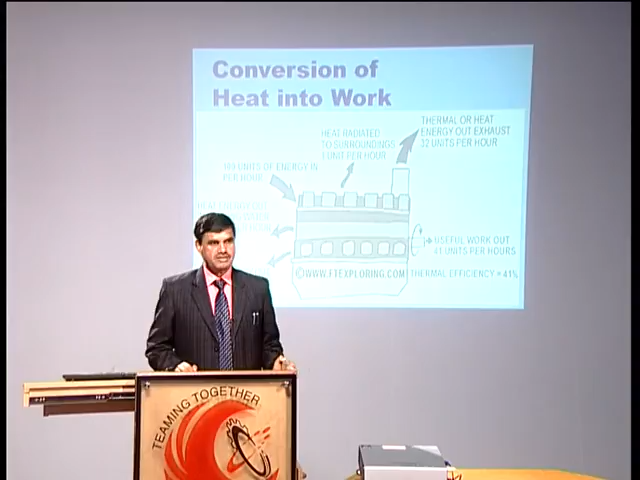 Conversion of
Heat into Work
THERMAL OR HEAT
ENERGY OUT EXHAUST
32 UNITS PER HOUR
HEAT RADIATED
TO SURROUNDINGS
1 UNIT PER HOUR
100 UNITS OF ENERGY IN
PER HOUR
USEFUL WORK OUT
41 UNITS PER HOURS
©WWW.FTEXPLORING.COM
THERMAL EFFICIENCY = 41%
TEAMING TOGETHER